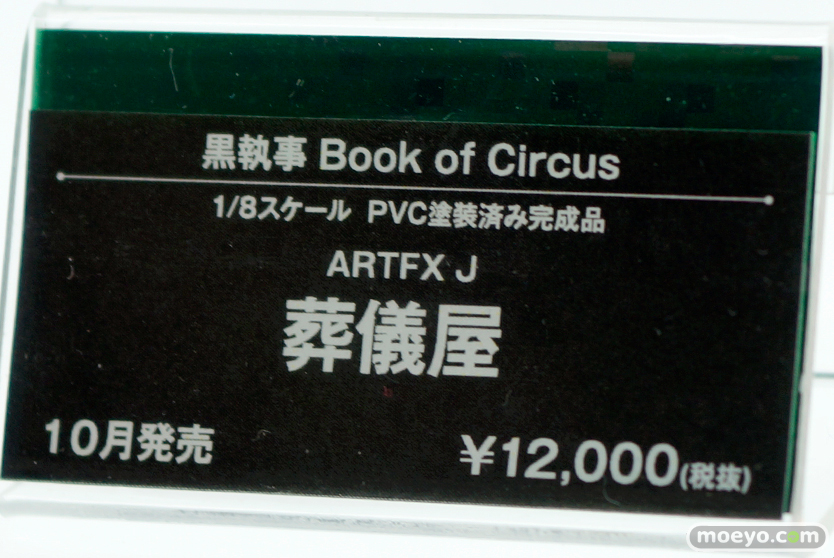 黒執事 Book of Circus
1/8スケール PVC塗装済み完成品
ARTFX J
葬儀屋
10月発売
¥12,000(税抜)
moeyo.com